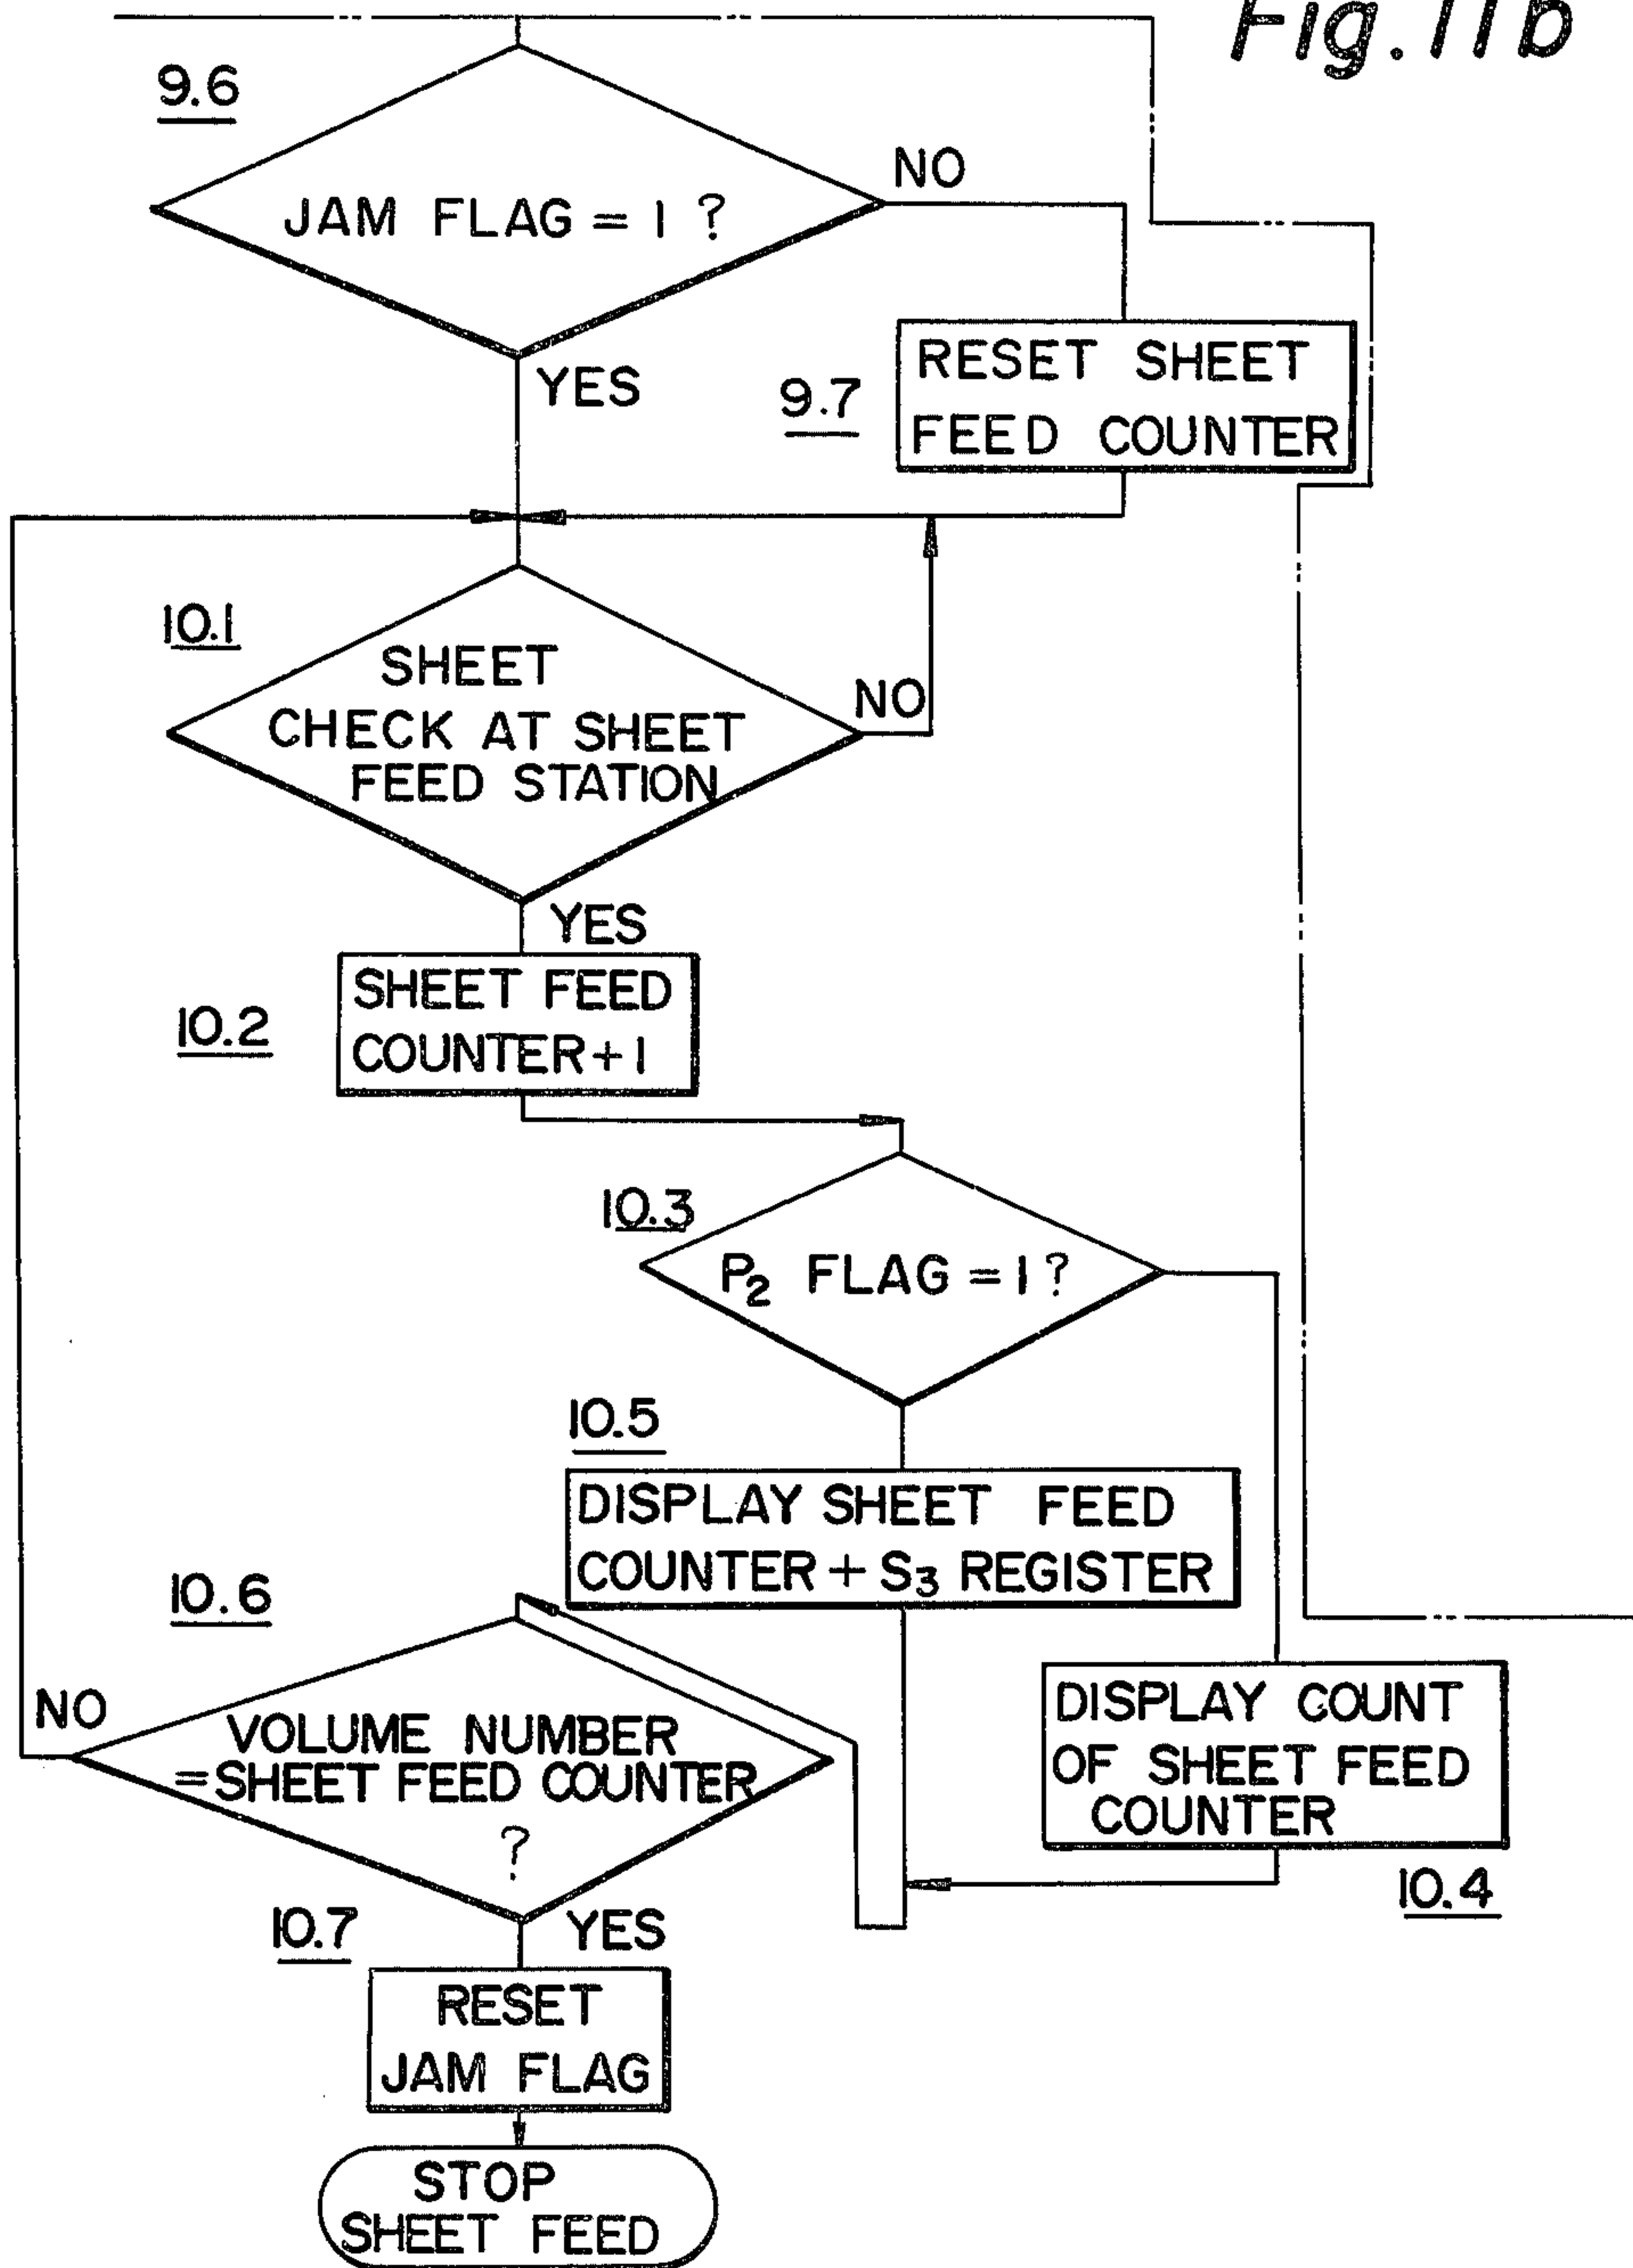 Fig. 11b
9.6
JAM FLAG = 1 ?
NO
YES
9.7
RESET SHEET
FEED COUNTER
10.1
SHEET
CHECK AT SHEET
FEED STATION
NO
YES
10.2
SHEET FEED
COUNTER+1
10.3
P2 FLAG = 1 ?
10.5
DISPLAY SHEET FEED
COUNTER + S3 REGISTER
10.6
NO
VOLUME NUMBER
=SHEET FEED COUNTER
?
DISPLAY COUNT
OF SHEET FEED
COUNTER
10.4
10.7
YES
RESET
JAM FLAG
STOP
SHEET FEED